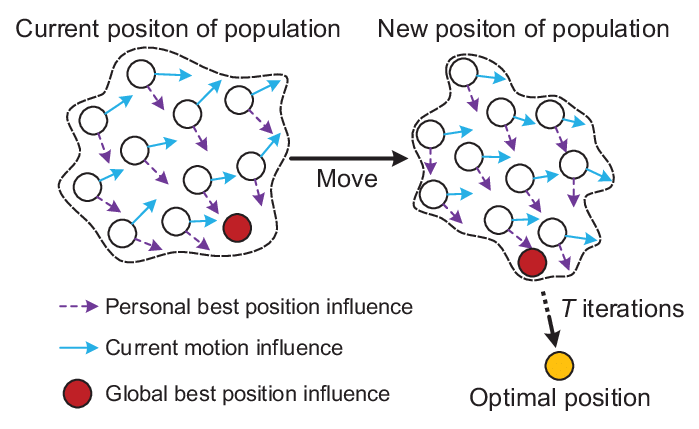 Current positon of population
New positon of population
Move
Personal best position influence
Current motion influence
Global best position influence
T iterations
Optimal position